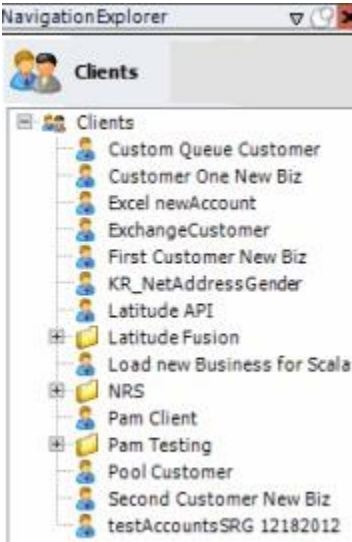 NavigationExplorer
Clients
Clients
Custom Queue Customer
Customer One New Biz
Excel newAccount
ExchangeCustomer
First Customer New Biz
KR_NetAddressGender
Latitude API
Latitude Fusion
Load new Business for Scala
NRS
Pam Client
Pam Testing
Pool Customer
Second Customer New Biz
testAccountsSRG 12182012